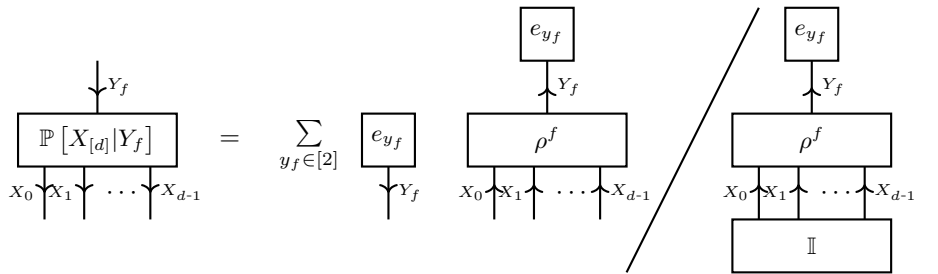 e_{y_f} e_{y_f}
Y_f Y_f Y_f
ℙ[X_{[d]}|Y_f] = ∑_{y_f∈[2]} e_{y_f} ρ^f ρ^f
X_0 X_1 ⋯ X_{d-1} Y_f X_0 X_1 ⋯ X_{d-1} X_0 X_1 ⋯ X_{d-1}
𝕀